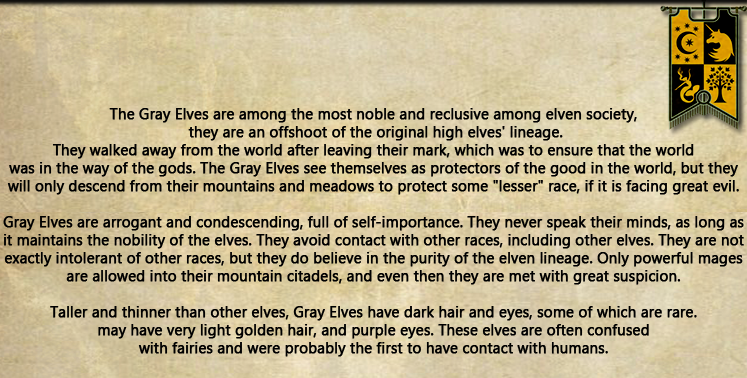 The Gray Elves are among the most noble and reclusive among elven society,
they are an offshoot of the original high elves' lineage.
They walked away from the world after leaving their mark, which was to ensure that the world
was in the way of the gods. The Gray Elves see themselves as protectors of the good in the world, but they
will only descend from their mountains and meadows to protect some "lesser" race, if it is facing great evil.
Gray Elves are arrogant and condescending, full of self-importance. They never speak their minds, as long as
it maintains the nobility of the elves. They avoid contact with other races, including other elves. They are not
exactly intolerant of other races, but they do believe in the purity of the elven lineage. Only powerful mages
are allowed into their mountain citadels, and even then they are met with great suspicion.
Taller and thinner than other elves, Gray Elves have dark hair and eyes, some of which are rare.
may have very light golden hair, and purple eyes. These elves are often confused
with fairies and were probably the first to have contact with humans.